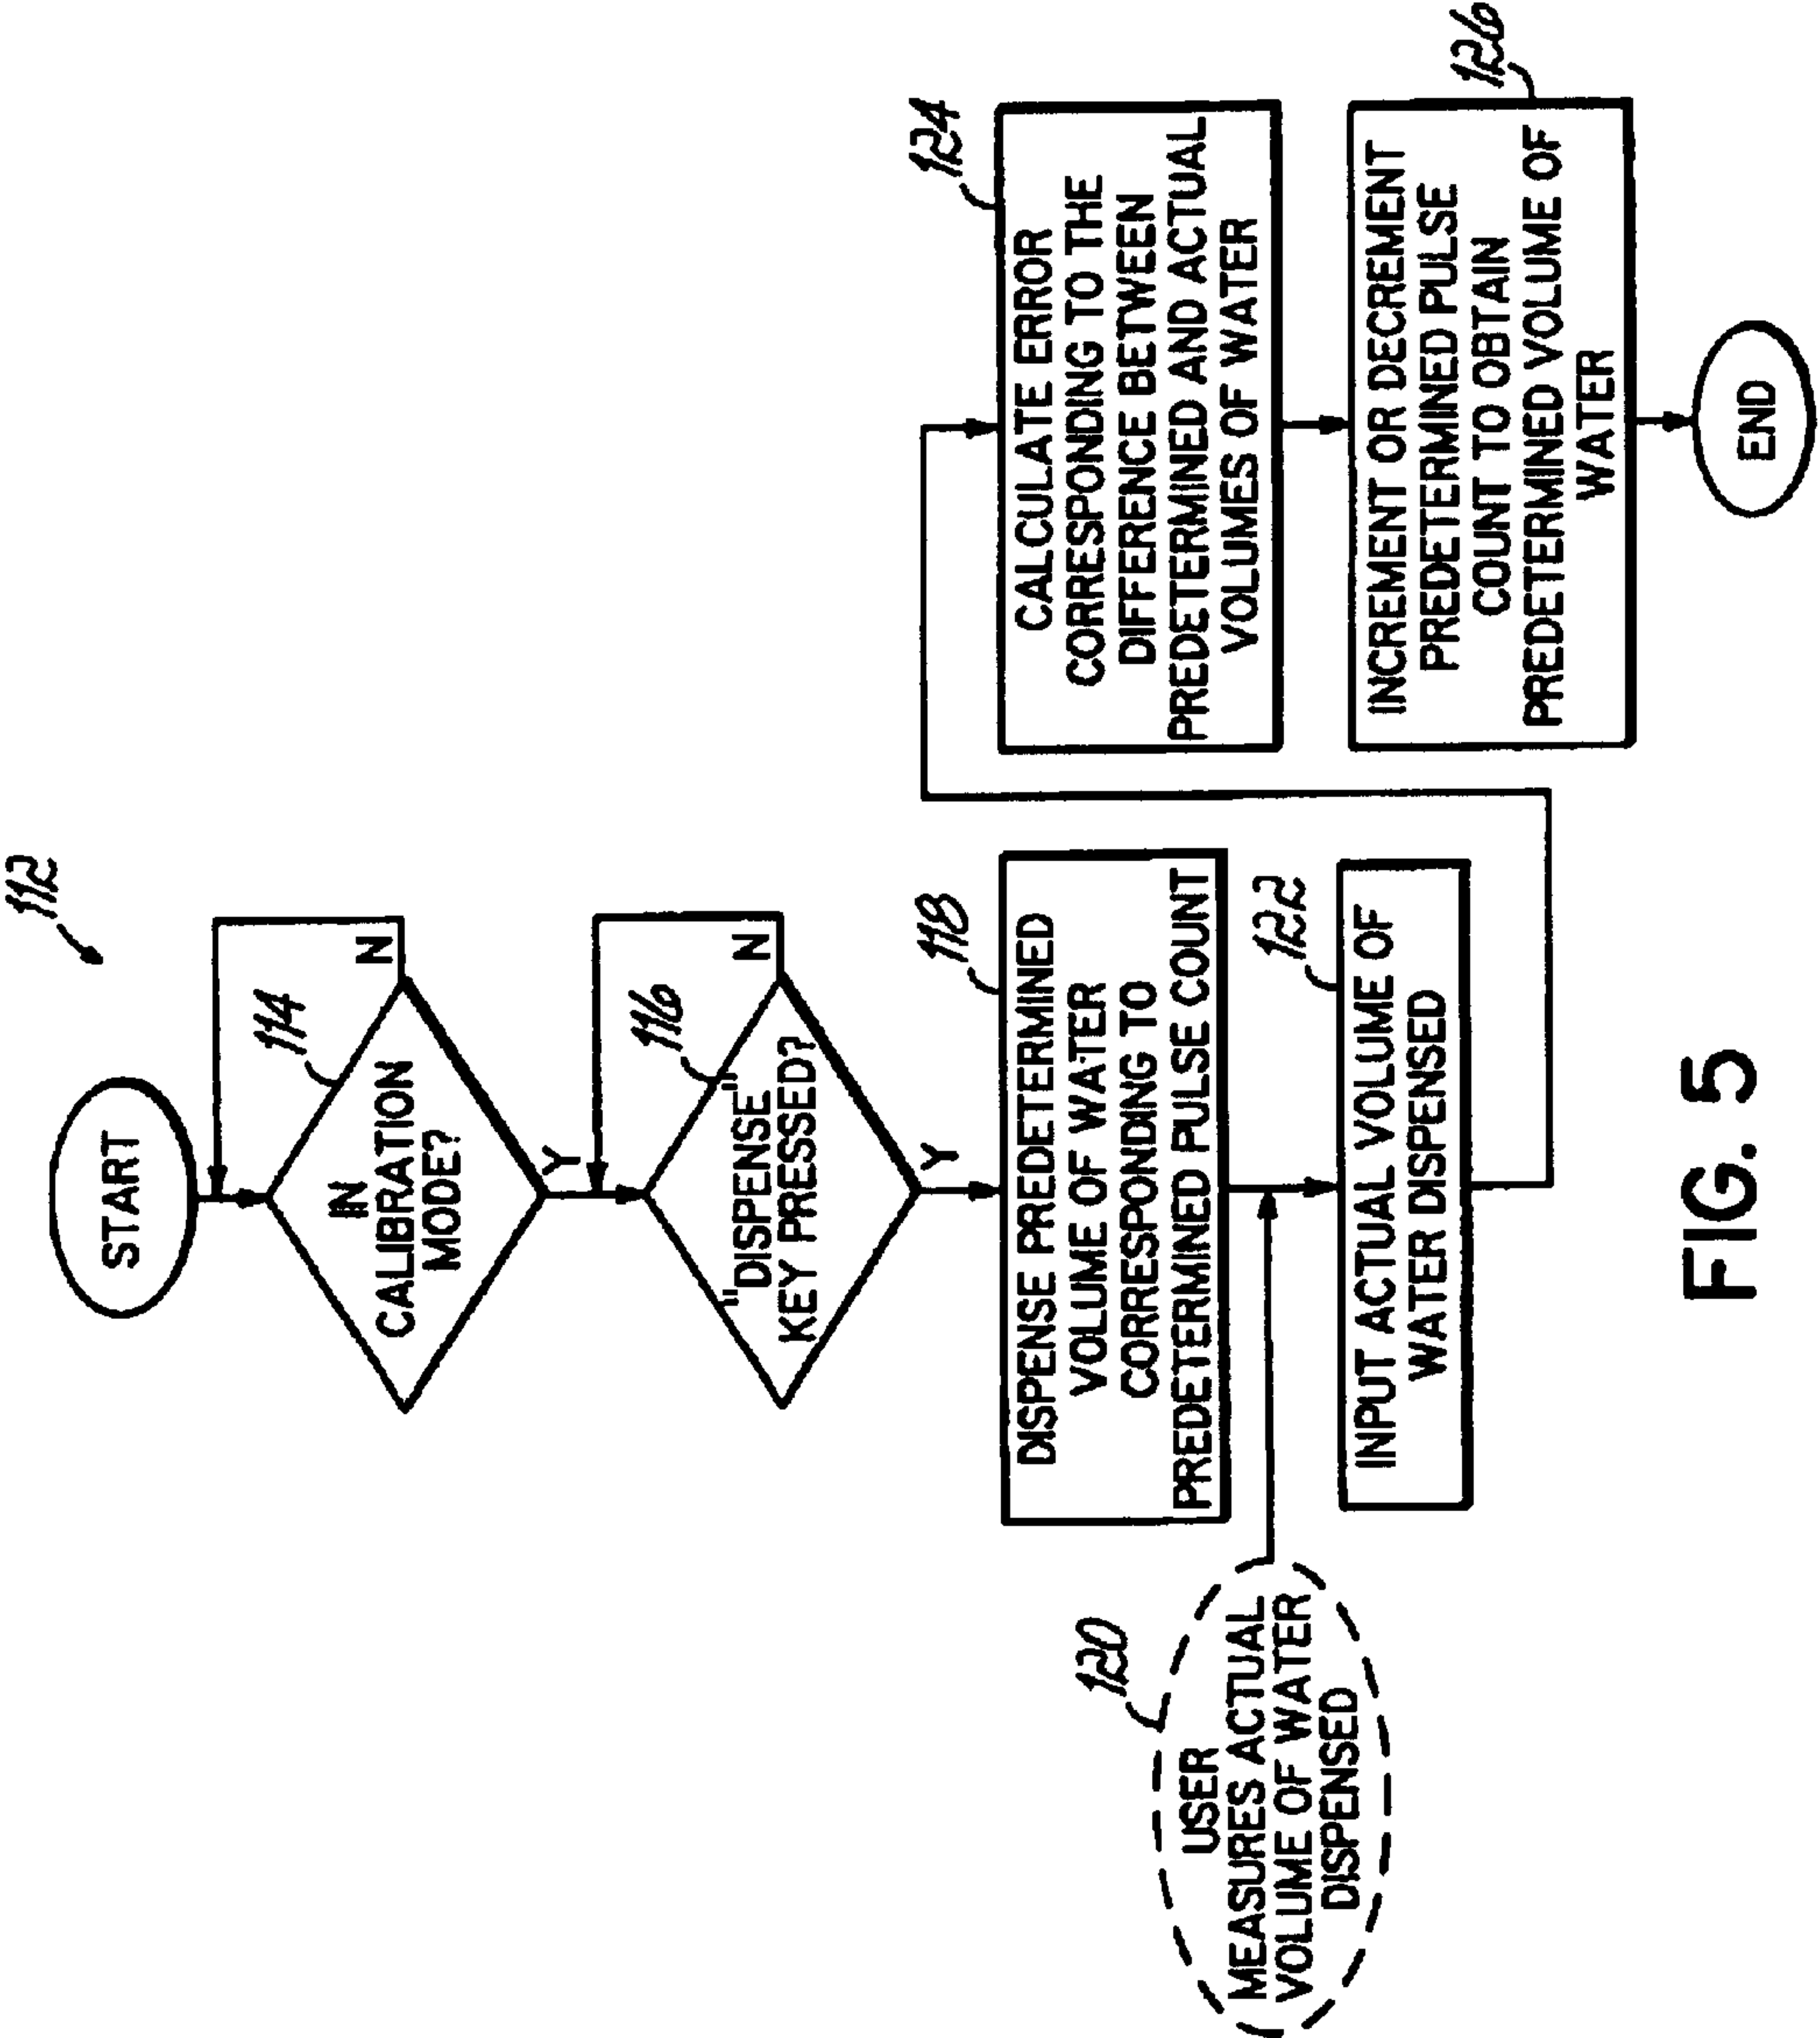 112
START
114
IN
CALIBRATION
MODE?
N
Y
116
"DISPENSE"
KEY PRESSED?
N
Y
118
DISPENSE PREDETERMINED
VOLUME OF WATER
CORRESPONDING TO
PREDETERMINED PULSE COUNT
120
USER
MEASURES ACTUAL
VOLUME OF WATER
DISPENSED
122
INPUT ACTUAL VOLUME OF
WATER DISPENSED
124
CALCULATE ERROR
CORRESPONDING TO THE
DIFFERENCE BETWEEN
PREDETERMINED AND ACTUAL
VOLUMES OF WATER
126
INCREMENT OR DECREMENT
PREDETERMINED PULSE
COUNT TO OBTAIN
PREDETERMINED VOLUME OF
WATER
END
FIG. 5